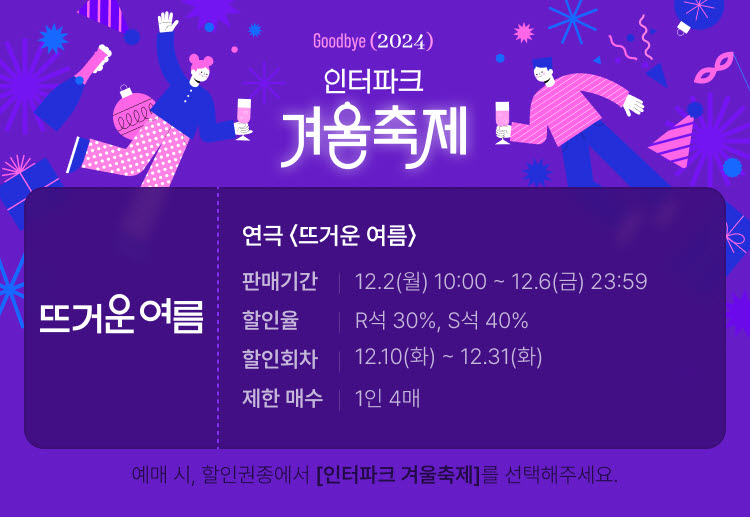 Goodbye (2024)
인터파크
겨울축제
뜨거운 여름
연극 〈뜨거운 여름〉
판매기간 | 12.2(월) 10:00 ~ 12.6(금) 23:59
할인율 | R석 30%, S석 40%
할인회차 | 12.10(화) ~ 12.31(화)
제한 매수 | 1인 4매
예매 시, 할인권종에서 [인터파크 겨울축제]를 선택해주세요.